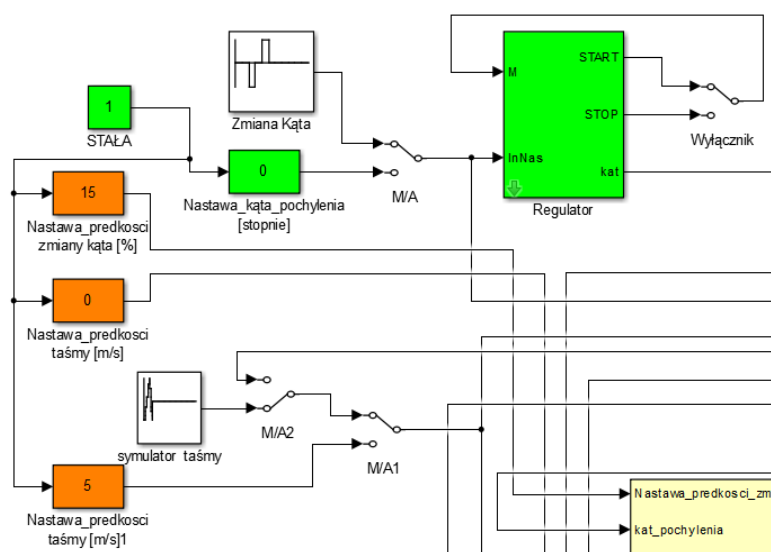 START
M
1
STOP
STAŁA
Zmiana Kąta
Wyłącznik
0
InNas
kat
15
Nastawa_kąta_pochylenia
[stopnie]
M/A
Regulator
Nastawa_predkosci
zmiany kąta [%]
0
Nastawa_predkosci
taśmy [m/s]
M/A2
symulator taśmy
M/A1
5
Nastawa_predkosci_zm
Nastawa_predkosci
taśmy [m/s]1
kat_pochylenia